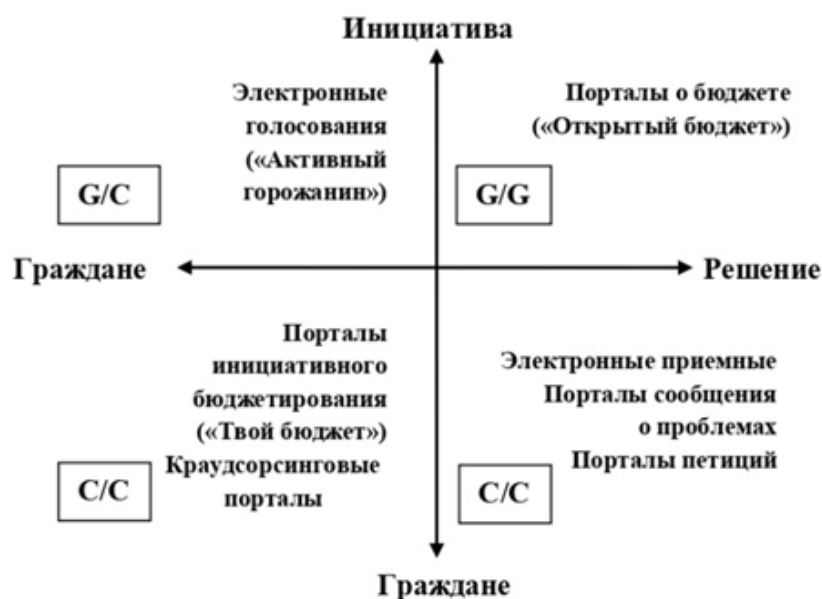 Инициатива
Электронные
голосования
(«Активный
горожанин»)
G/C
Порталы о бюджете
(«Открытый бюджет»)
G/G
Граждане
Решение
Порталы
инициативного
бюджетирования
(«Твой бюджет»)
Краудсорсинговые
порталы
C/C
Электронные приемные
Порталы сообщения
о проблемах
Порталы петиций
C/C
Граждане